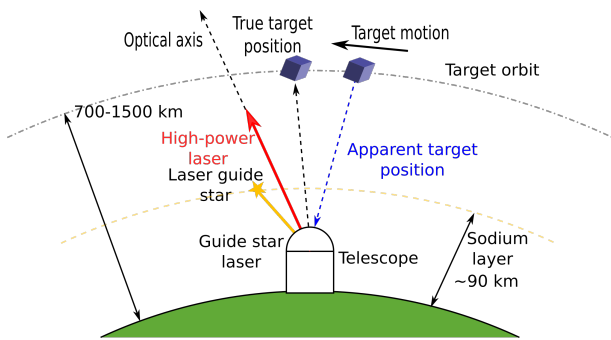 True target
position
Optical axis
Target motion
Target orbit
700-1500 km
High-power
laser
Laser guide
star
Apparent target
position
Guide star
laser
Telescope
Sodium
layer
~90 km